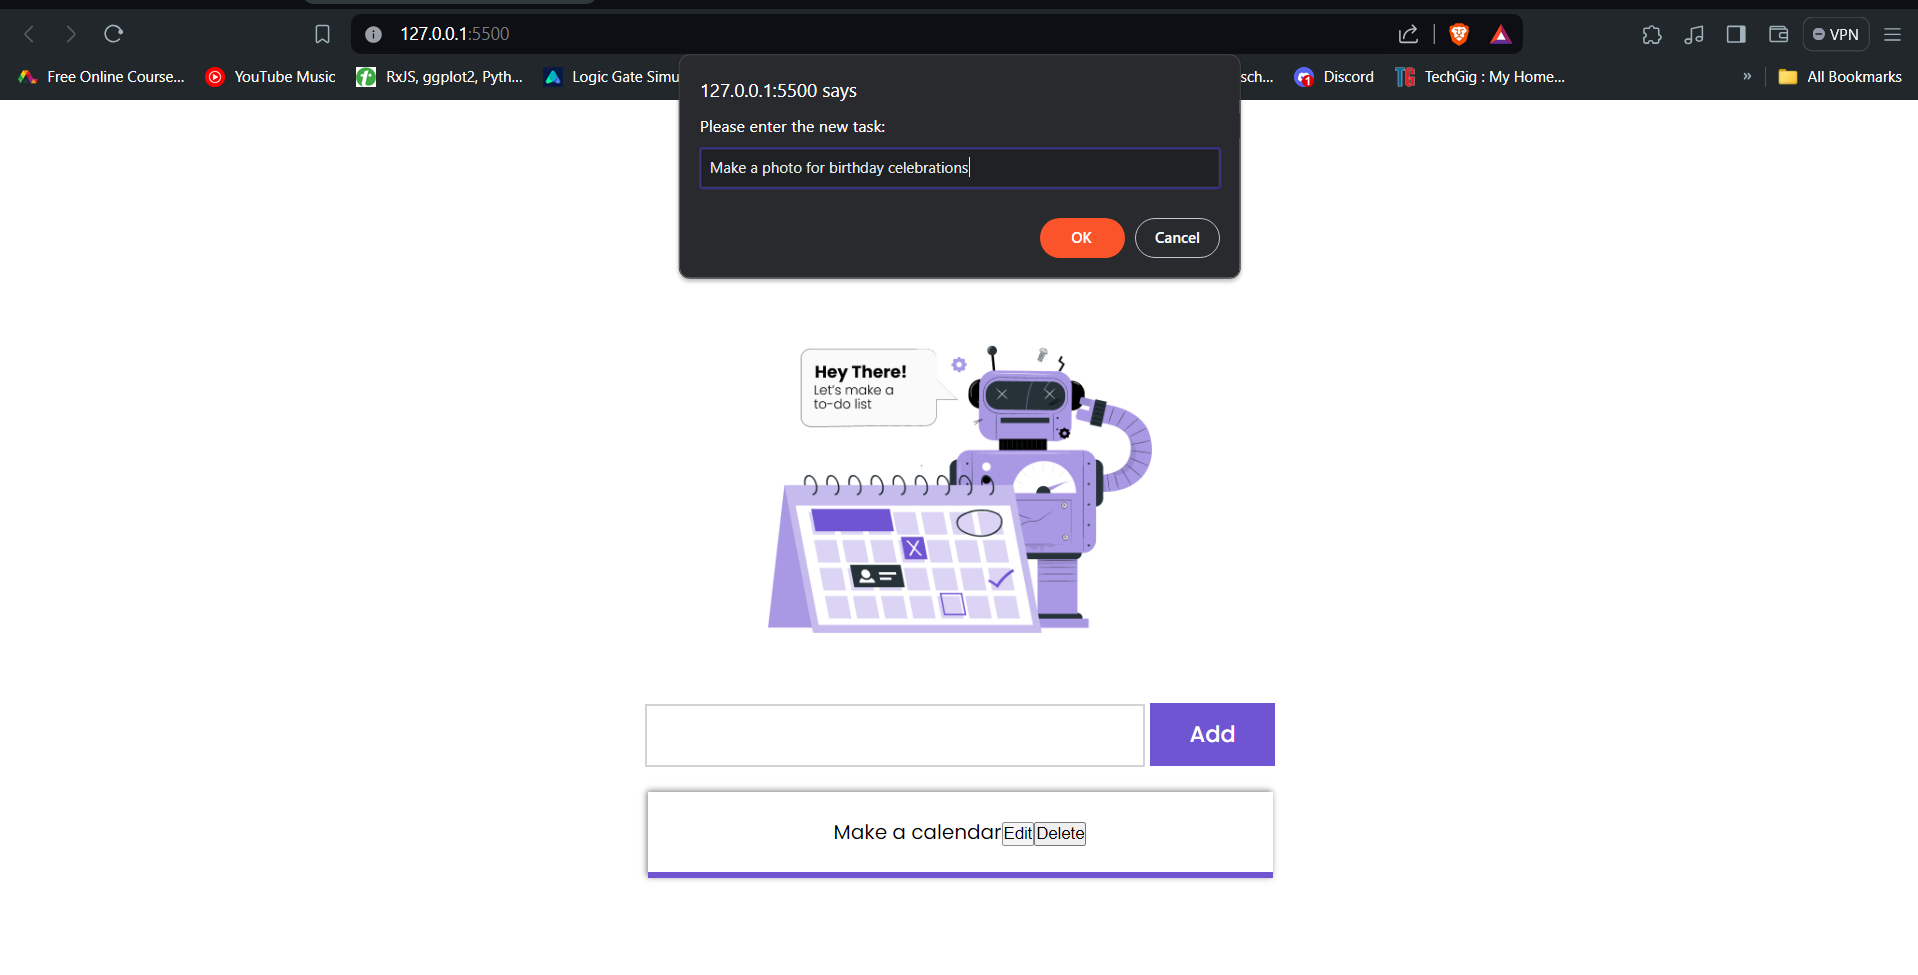 127.0.0.1:5500
VPN
Free Online Course...
YouTube Music
RxJS, ggplot2, Pyth...
Logic Gate Simu
sch...
Discord
TechGig : My Home...
»
All Bookmarks
127.0.0.1:5500 says
Please enter the new task:
Make a photo for birthday celebrations
OK
Cancel
Hey There!
Let's make a
to-do list
Add
Make a calendar Edit Delete